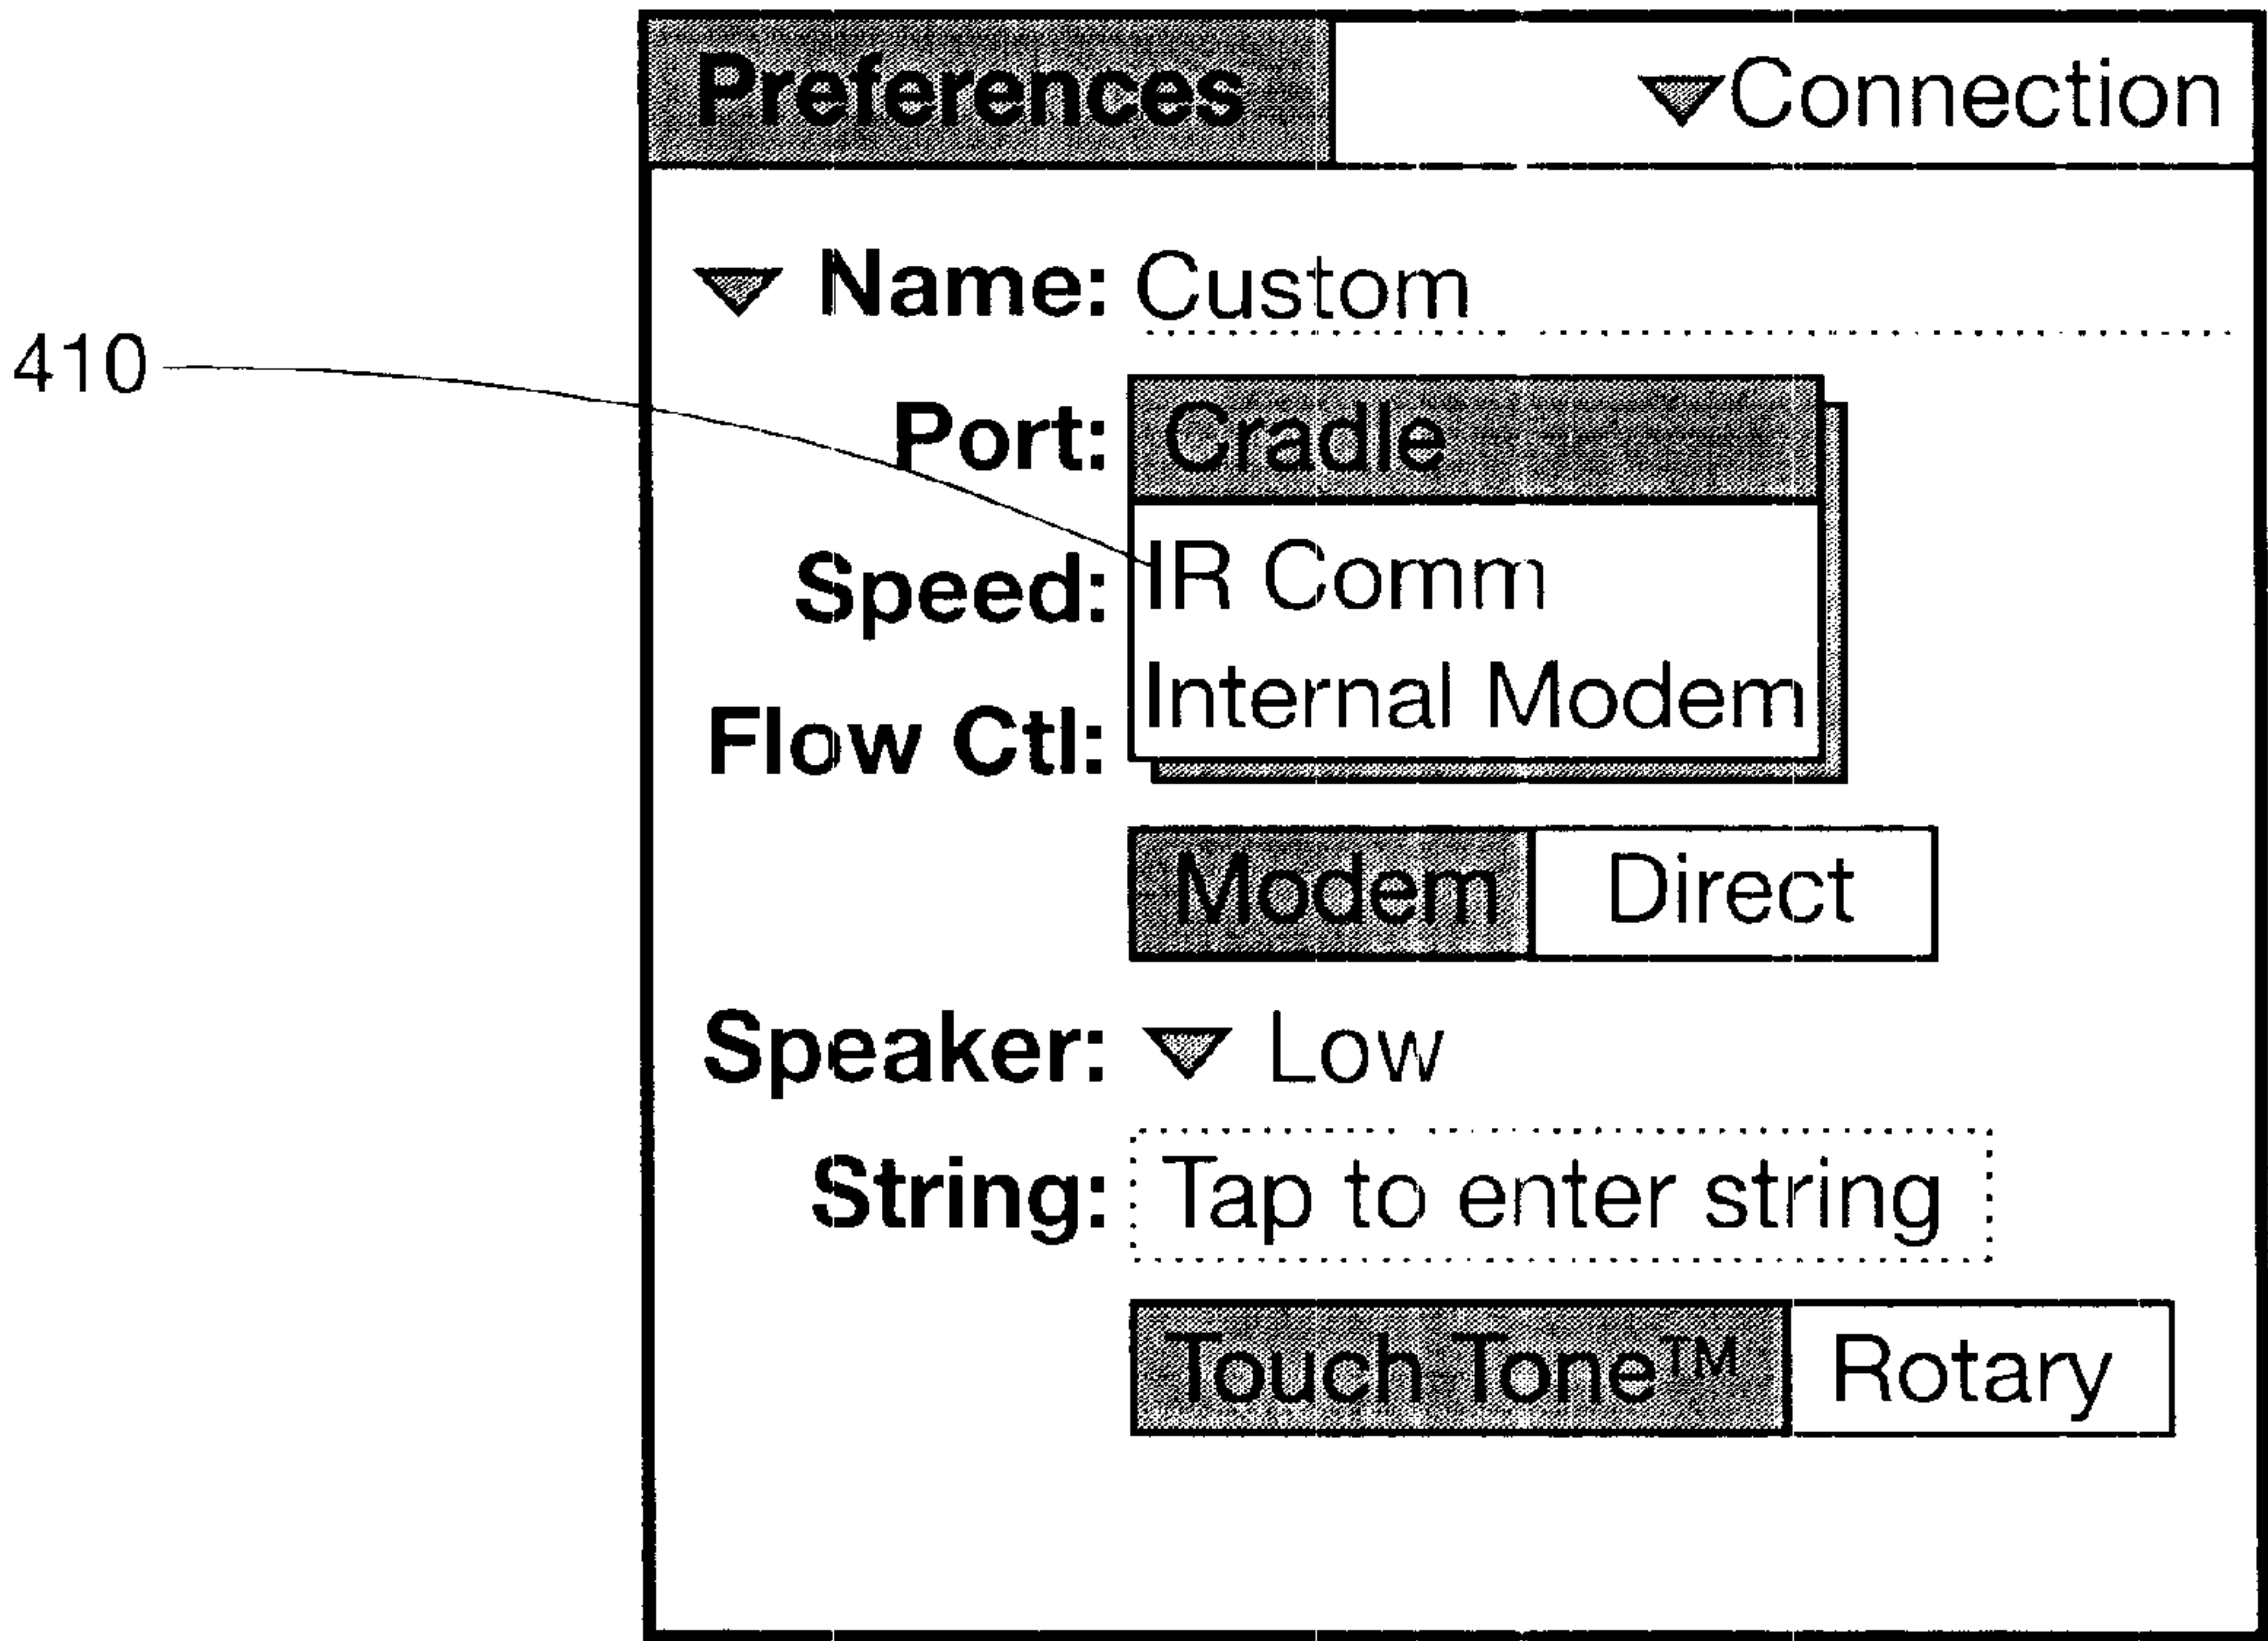 Preferences Connection
Name: Custom
410
Port: Cradle
Speed: IR Comm
Internal Modem
Flow Ctl:
Modem Direct
Speaker: Low
String: Tap to enter string
Touch Tone™ Rotary